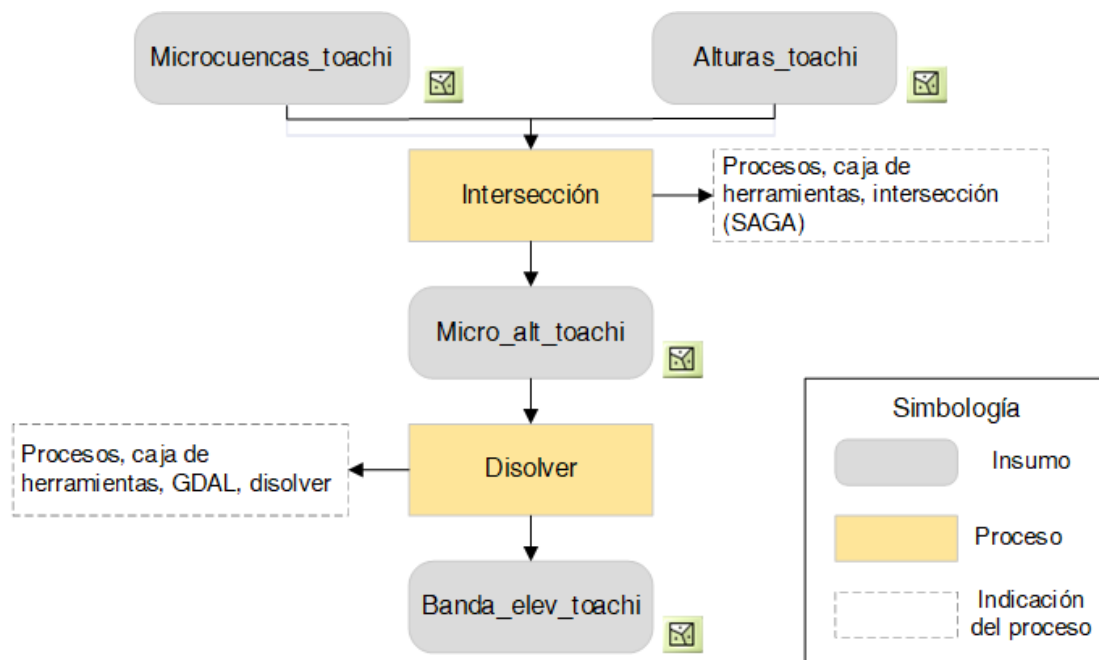 Microcuencas_toachi
Alturas_toachi
Intersección
Procesos, caja de
herramientas, intersección
(SAGA)
Micro_alt_toachi
Procesos, caja de
herramientas, GDAL, disolver
Disolver
Banda_elev_toachi
Simbología
Insumo
Proceso
Indicación
del proceso